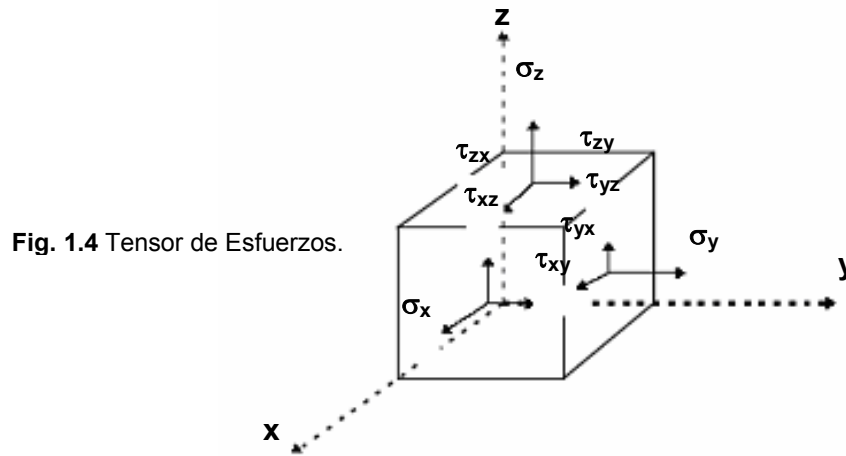 z
σz
τzx
τzy
τxz
τyz
τyx
Fig. 1.4 Tensor de Esfuerzos.
τxy
σy
y
σx
x